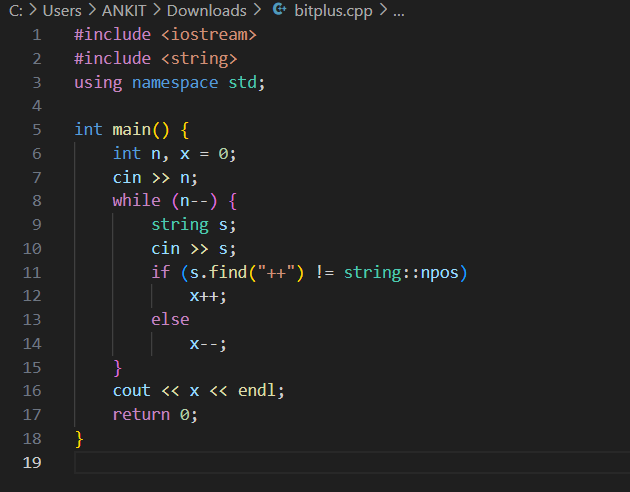 C: > Users > ANKIT > Downloads > bitplus.cpp > ...
1 #include <iostream>
2 #include <string>
3 using namespace std;
4
5 int main() {
6     int n, x = 0;
7     cin >> n;
8     while (n--) {
9         string s;
10         cin >> s;
11         if (s.find("++") != string::npos)
12             x++;
13         else
14             x--;
15     }
16     cout << x << endl;
17     return 0;
18 }
19